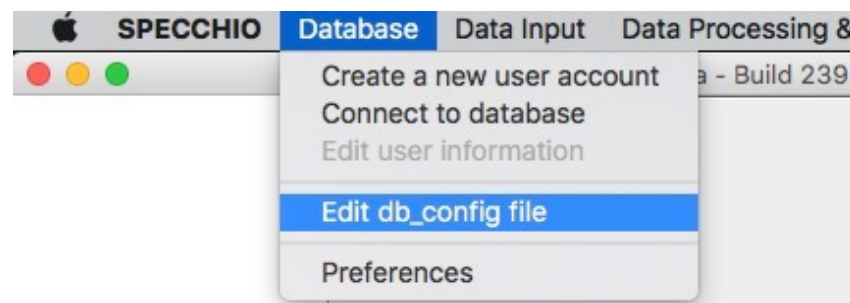 SPECCHIO Database Data Input Data Processing &
a - Build 239
Create a new user account
Connect to database
Edit user information
Edit db_config file
Preferences